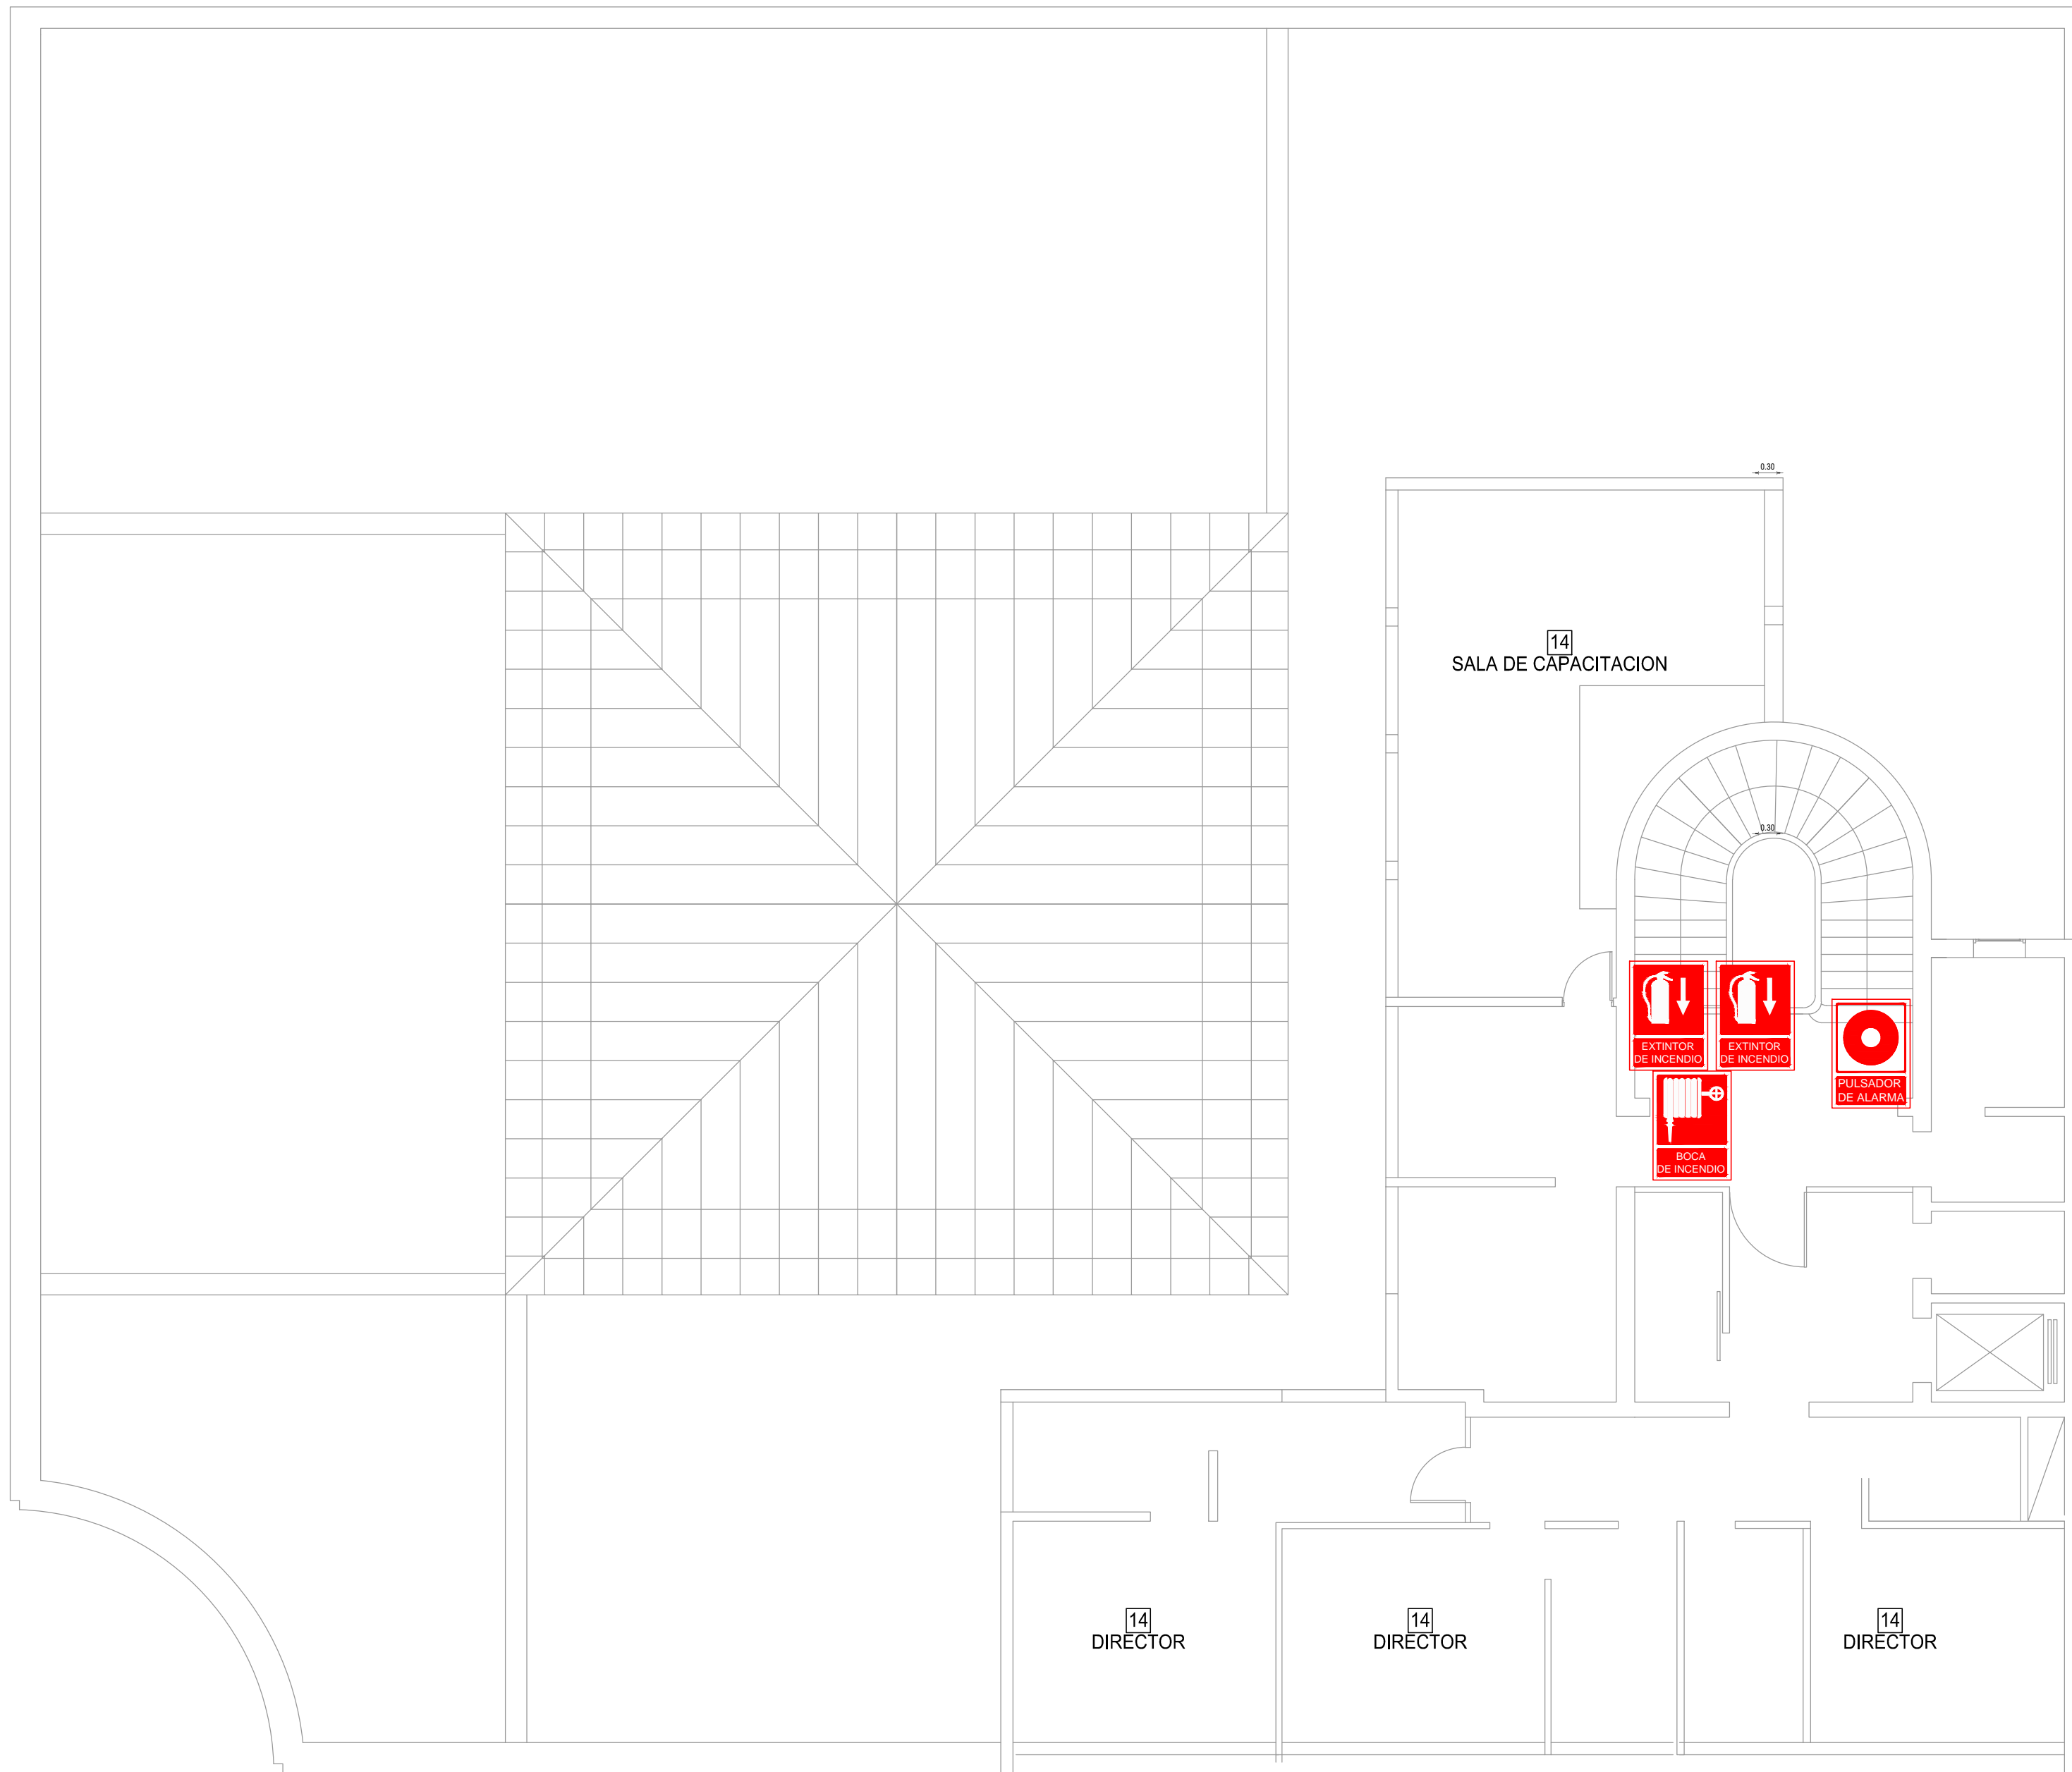 0.30
14
SALA DE CAPACITACION
0.30
EXTINTOR
DE INCENDIO
EXTINTOR
DE INCENDIO
PULSADOR
DE ALARMA
BOCA
DE INCENDIO
14
DIRECTOR
14
DIRECTOR
14
DIRECTOR